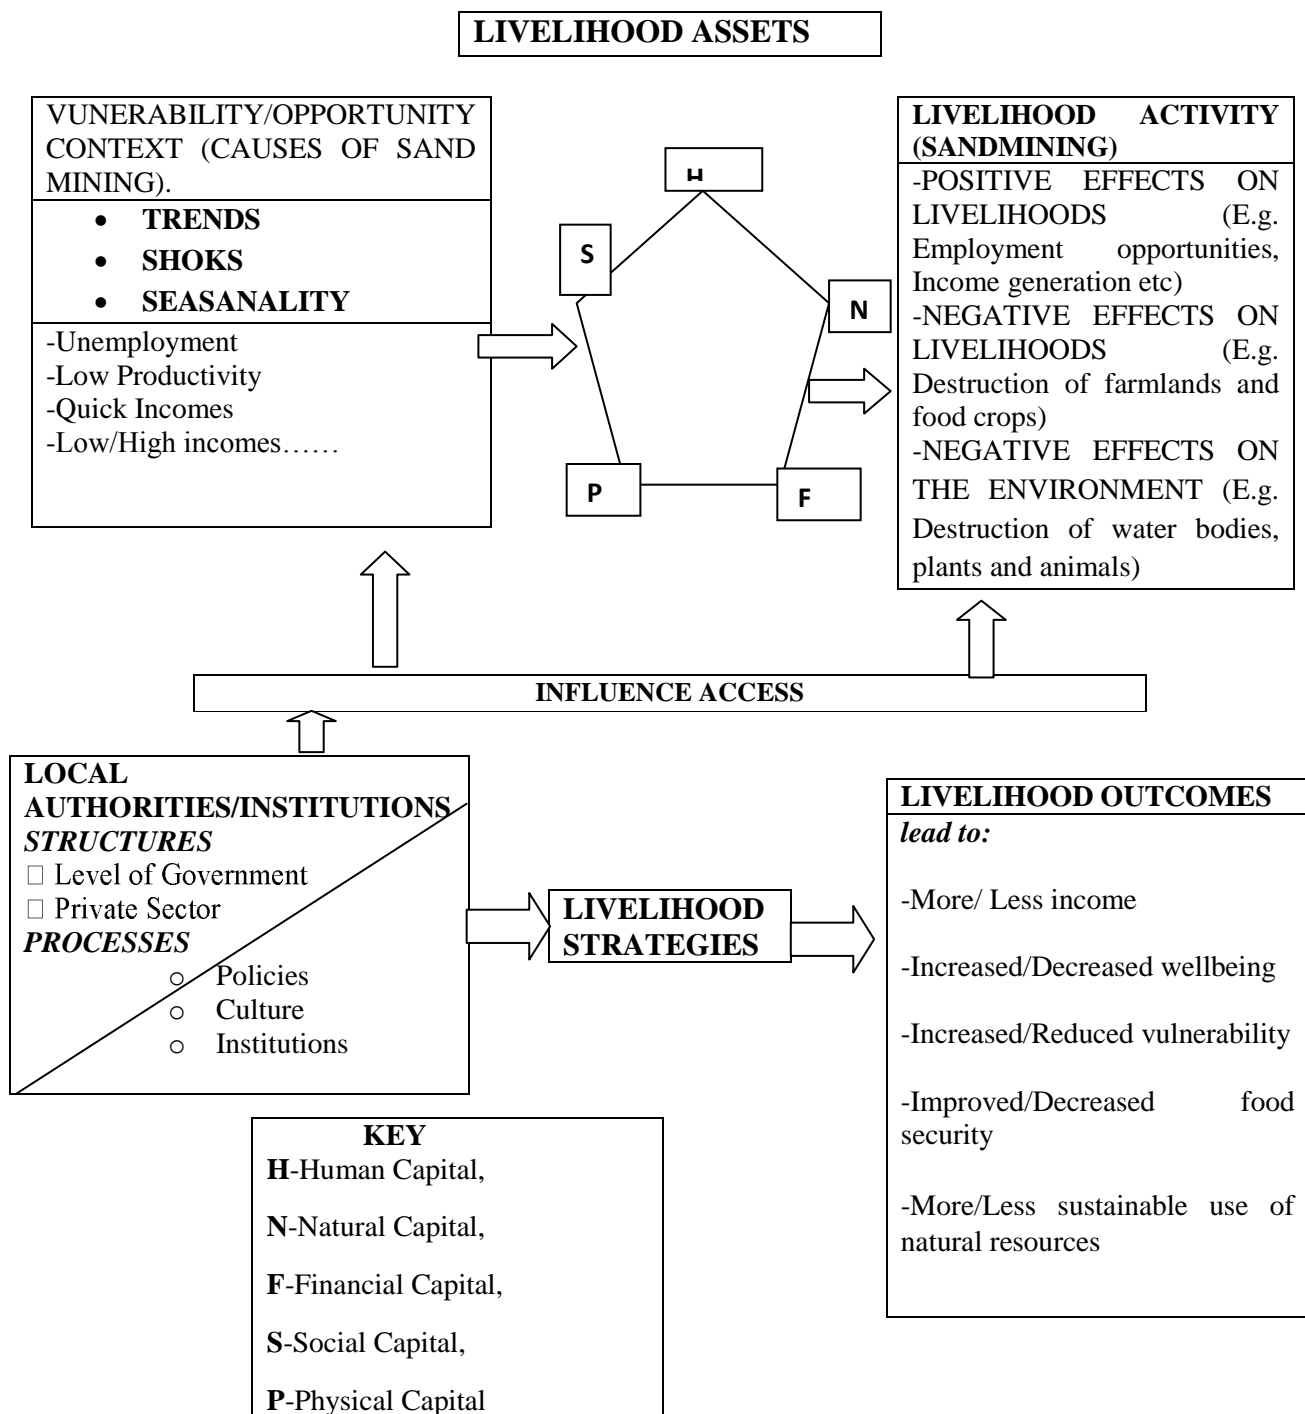 LIVELIHOOD ASSETS
VUNERABILITY/OPPORTUNITY
CONTEXT (CAUSES OF SAND
MINING).
• TRENDS
• SHOKS
• SEASANALITY
-Unemployment
-Low Productivity
-Quick Incomes
-Low/High incomes……
H
S
N
P
F
LIVELIHOOD ACTIVITY
(SANDMINING)
-POSITIVE EFFECTS ON
LIVELIHOODS (E.g.
Employment opportunities,
Income generation etc)
-NEGATIVE EFFECTS ON
LIVELIHOODS (E.g.
Destruction of farmlands and
food crops)
-NEGATIVE EFFECTS ON
THE ENVIRONMENT (E.g.
Destruction of water bodies,
plants and animals)
INFLUENCE ACCESS
LOCAL
AUTHORITIES/INSTITUTIONS
STRUCTURES
□ Level of Government
□ Private Sector
PROCESSES
o Policies
o Culture
o Institutions
LIVELIHOOD
STRATEGIES
LIVELIHOOD OUTCOMES
lead to:
-More/ Less income
-Increased/Decreased wellbeing
-Increased/Reduced vulnerability
-Improved/Decreased food
security
-More/Less sustainable use of
natural resources
KEY
H-Human Capital,
N-Natural Capital,
F-Financial Capital,
S-Social Capital,
P-Physical Capital